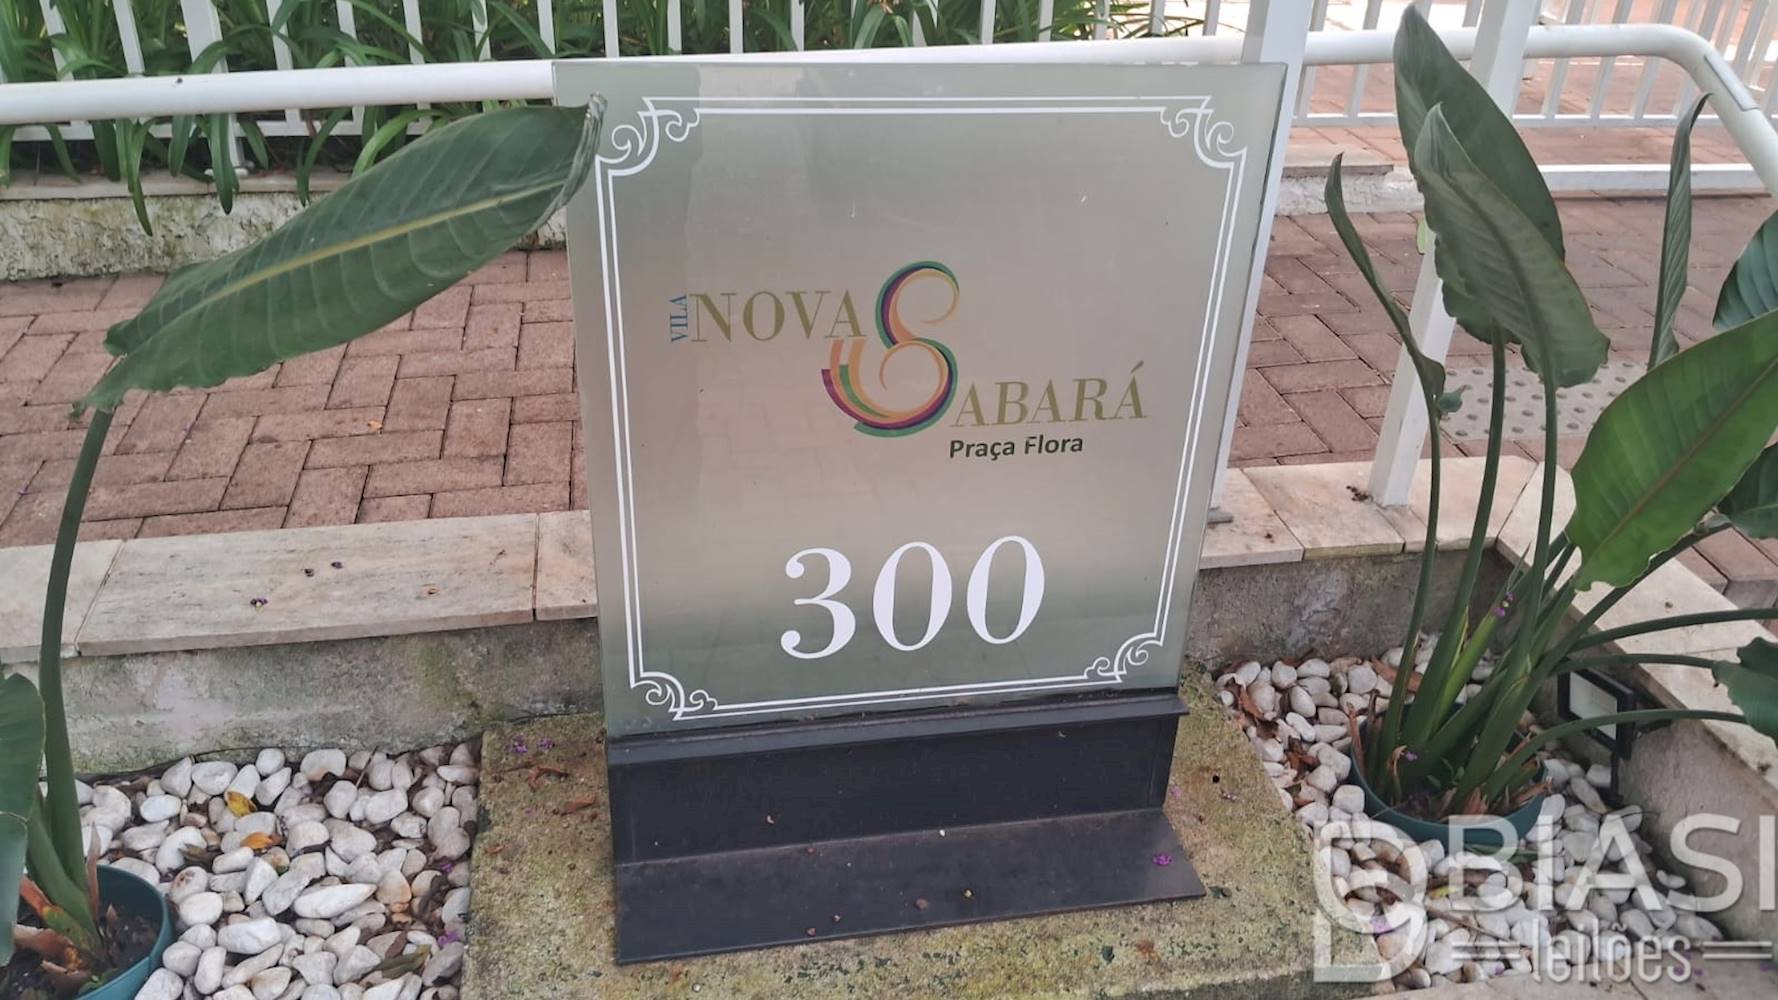 VILA NOVA
SABARÁ
Praça Flora
300
BIASI
leilões